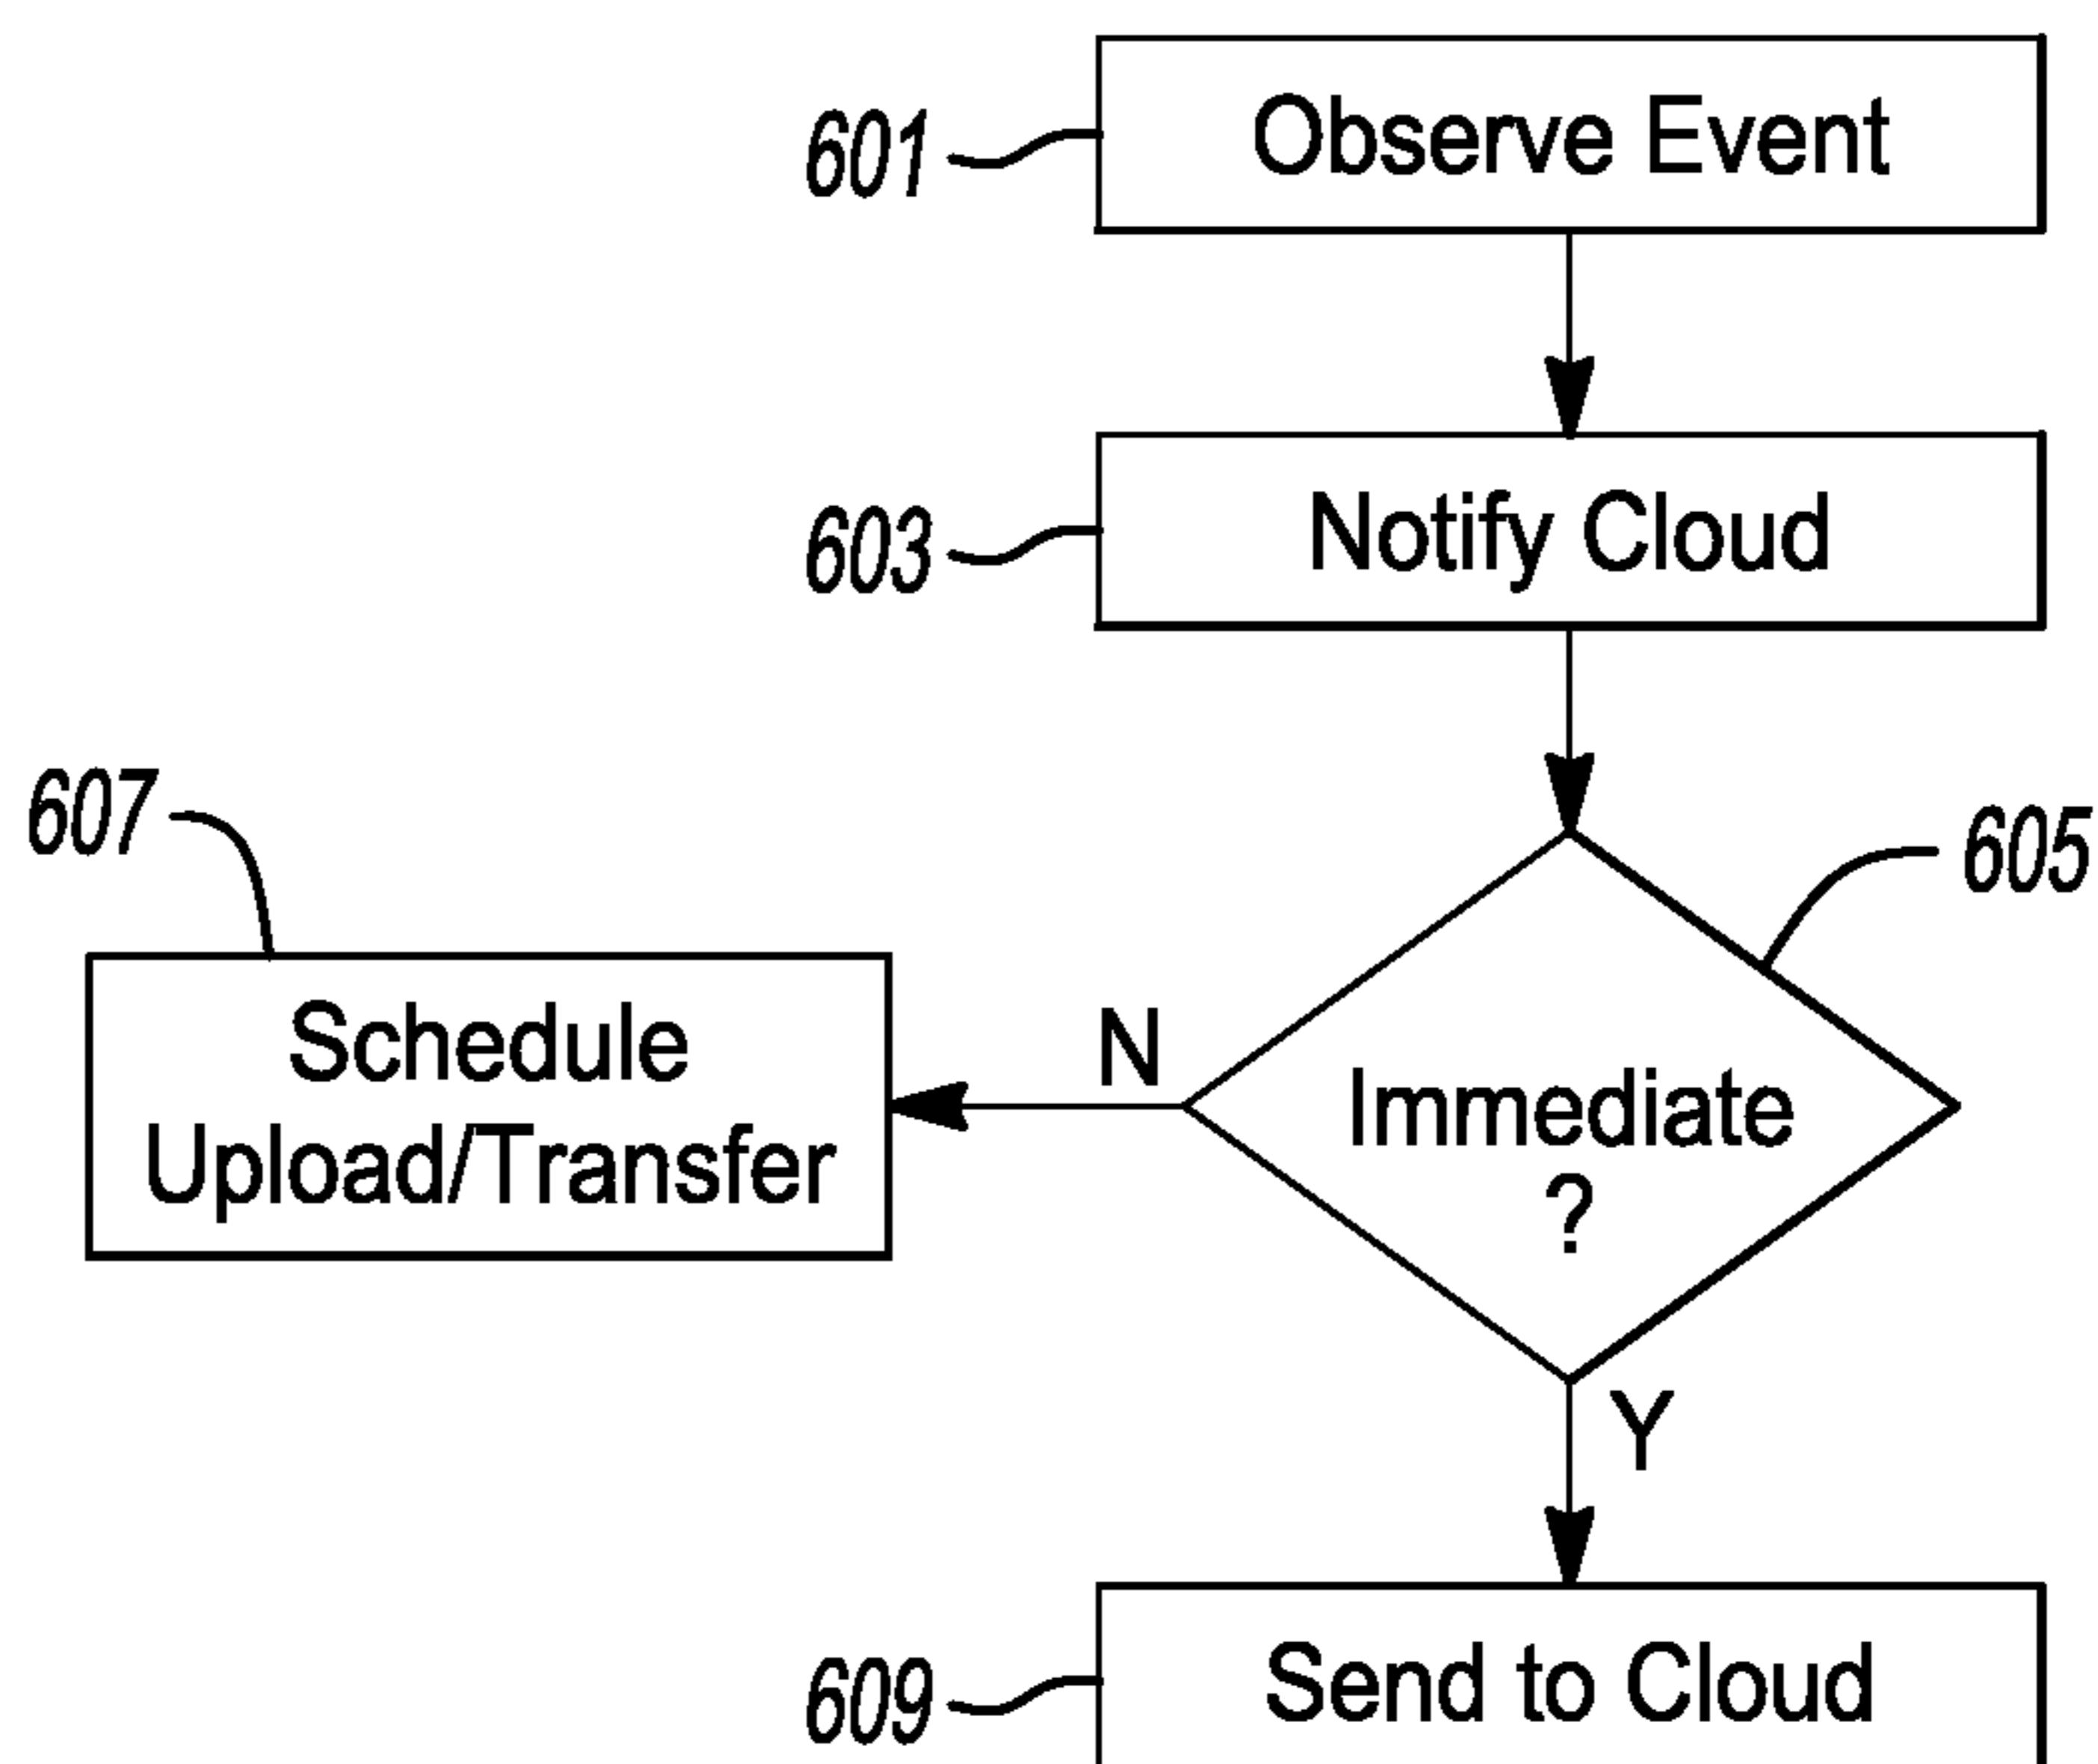 Observe Event
601
Notify Cloud
603
607
605
Schedule
Upload/Transfer
N
Immediate
?
Y
Send to Cloud
609